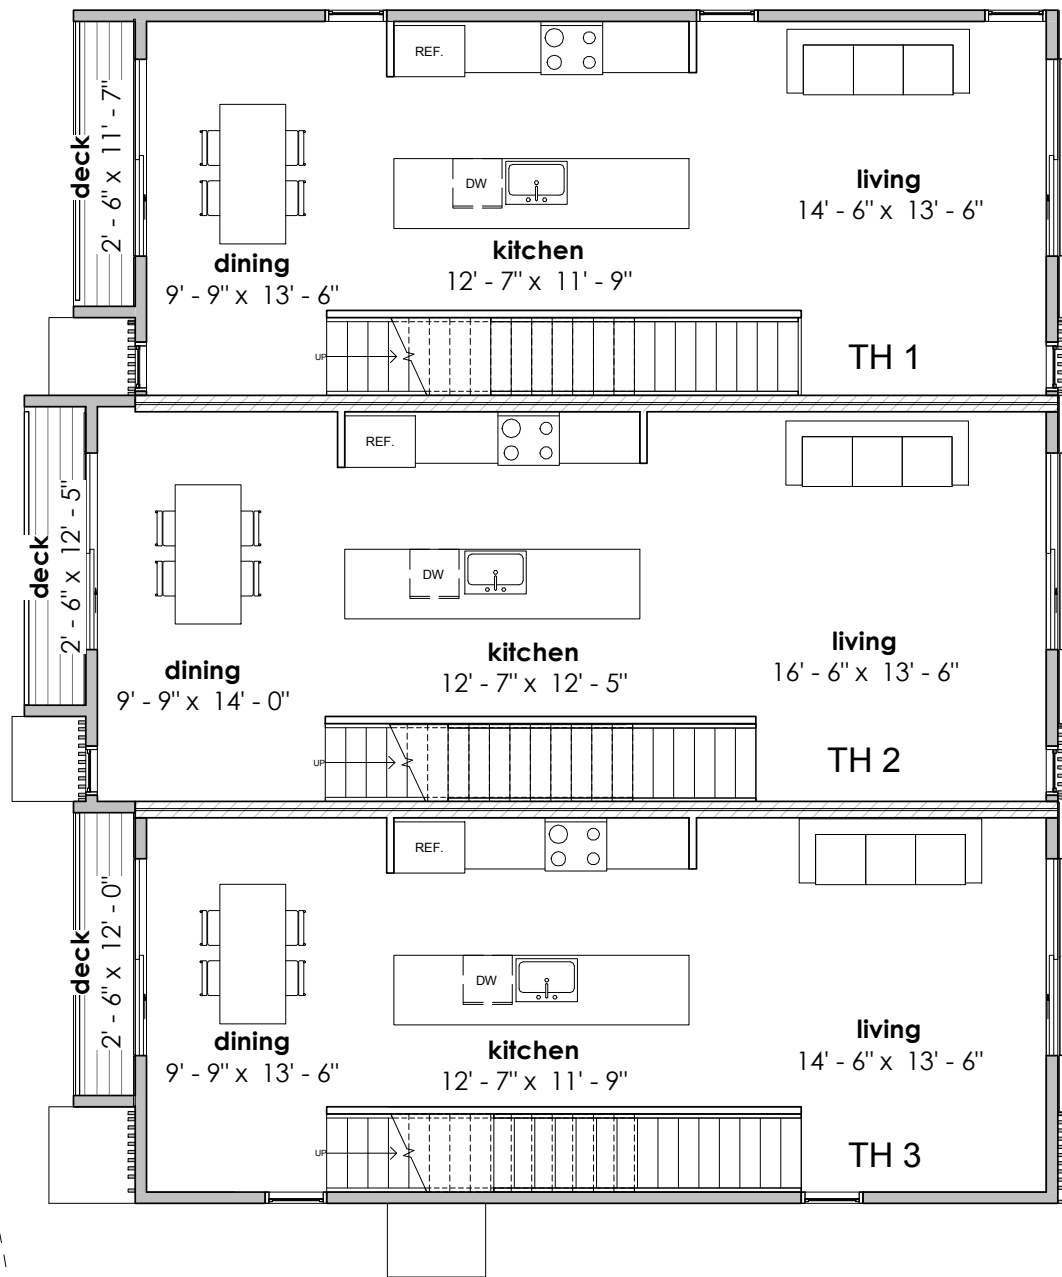 REF.
deck
2' - 6" x 11' - 7"
DW
living
14' - 6" x 13' - 6"
kitchen
12' - 7" x 11' - 9"
dining
9' - 9" x 13' - 6"
UP
TH 1
REF.
deck
2' - 6" x 12' - 5"
DW
living
16' - 6" x 13' - 6"
kitchen
12' - 7" x 12' - 5"
dining
9' - 9" x 14' - 0"
UP
TH 2
REF.
deck
2' - 6" x 12' - 0"
DW
living
14' - 6" x 13' - 6"
dining
9' - 9" x 13' - 6"
kitchen
12' - 7" x 11' - 9"
UP
TH 3